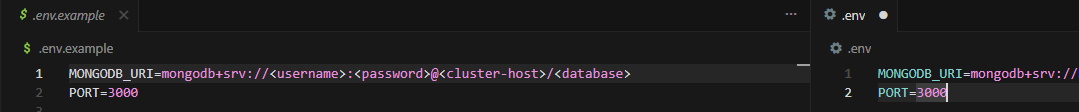 .env.example
.env
.env.example
.env
1 MONGODB_URI=mongodb+srv://<username>:<password>@<cluster-host>/<database>
2 PORT=3000
3
1 MONGODB_URI=mongodb+srv://
2 PORT=3000